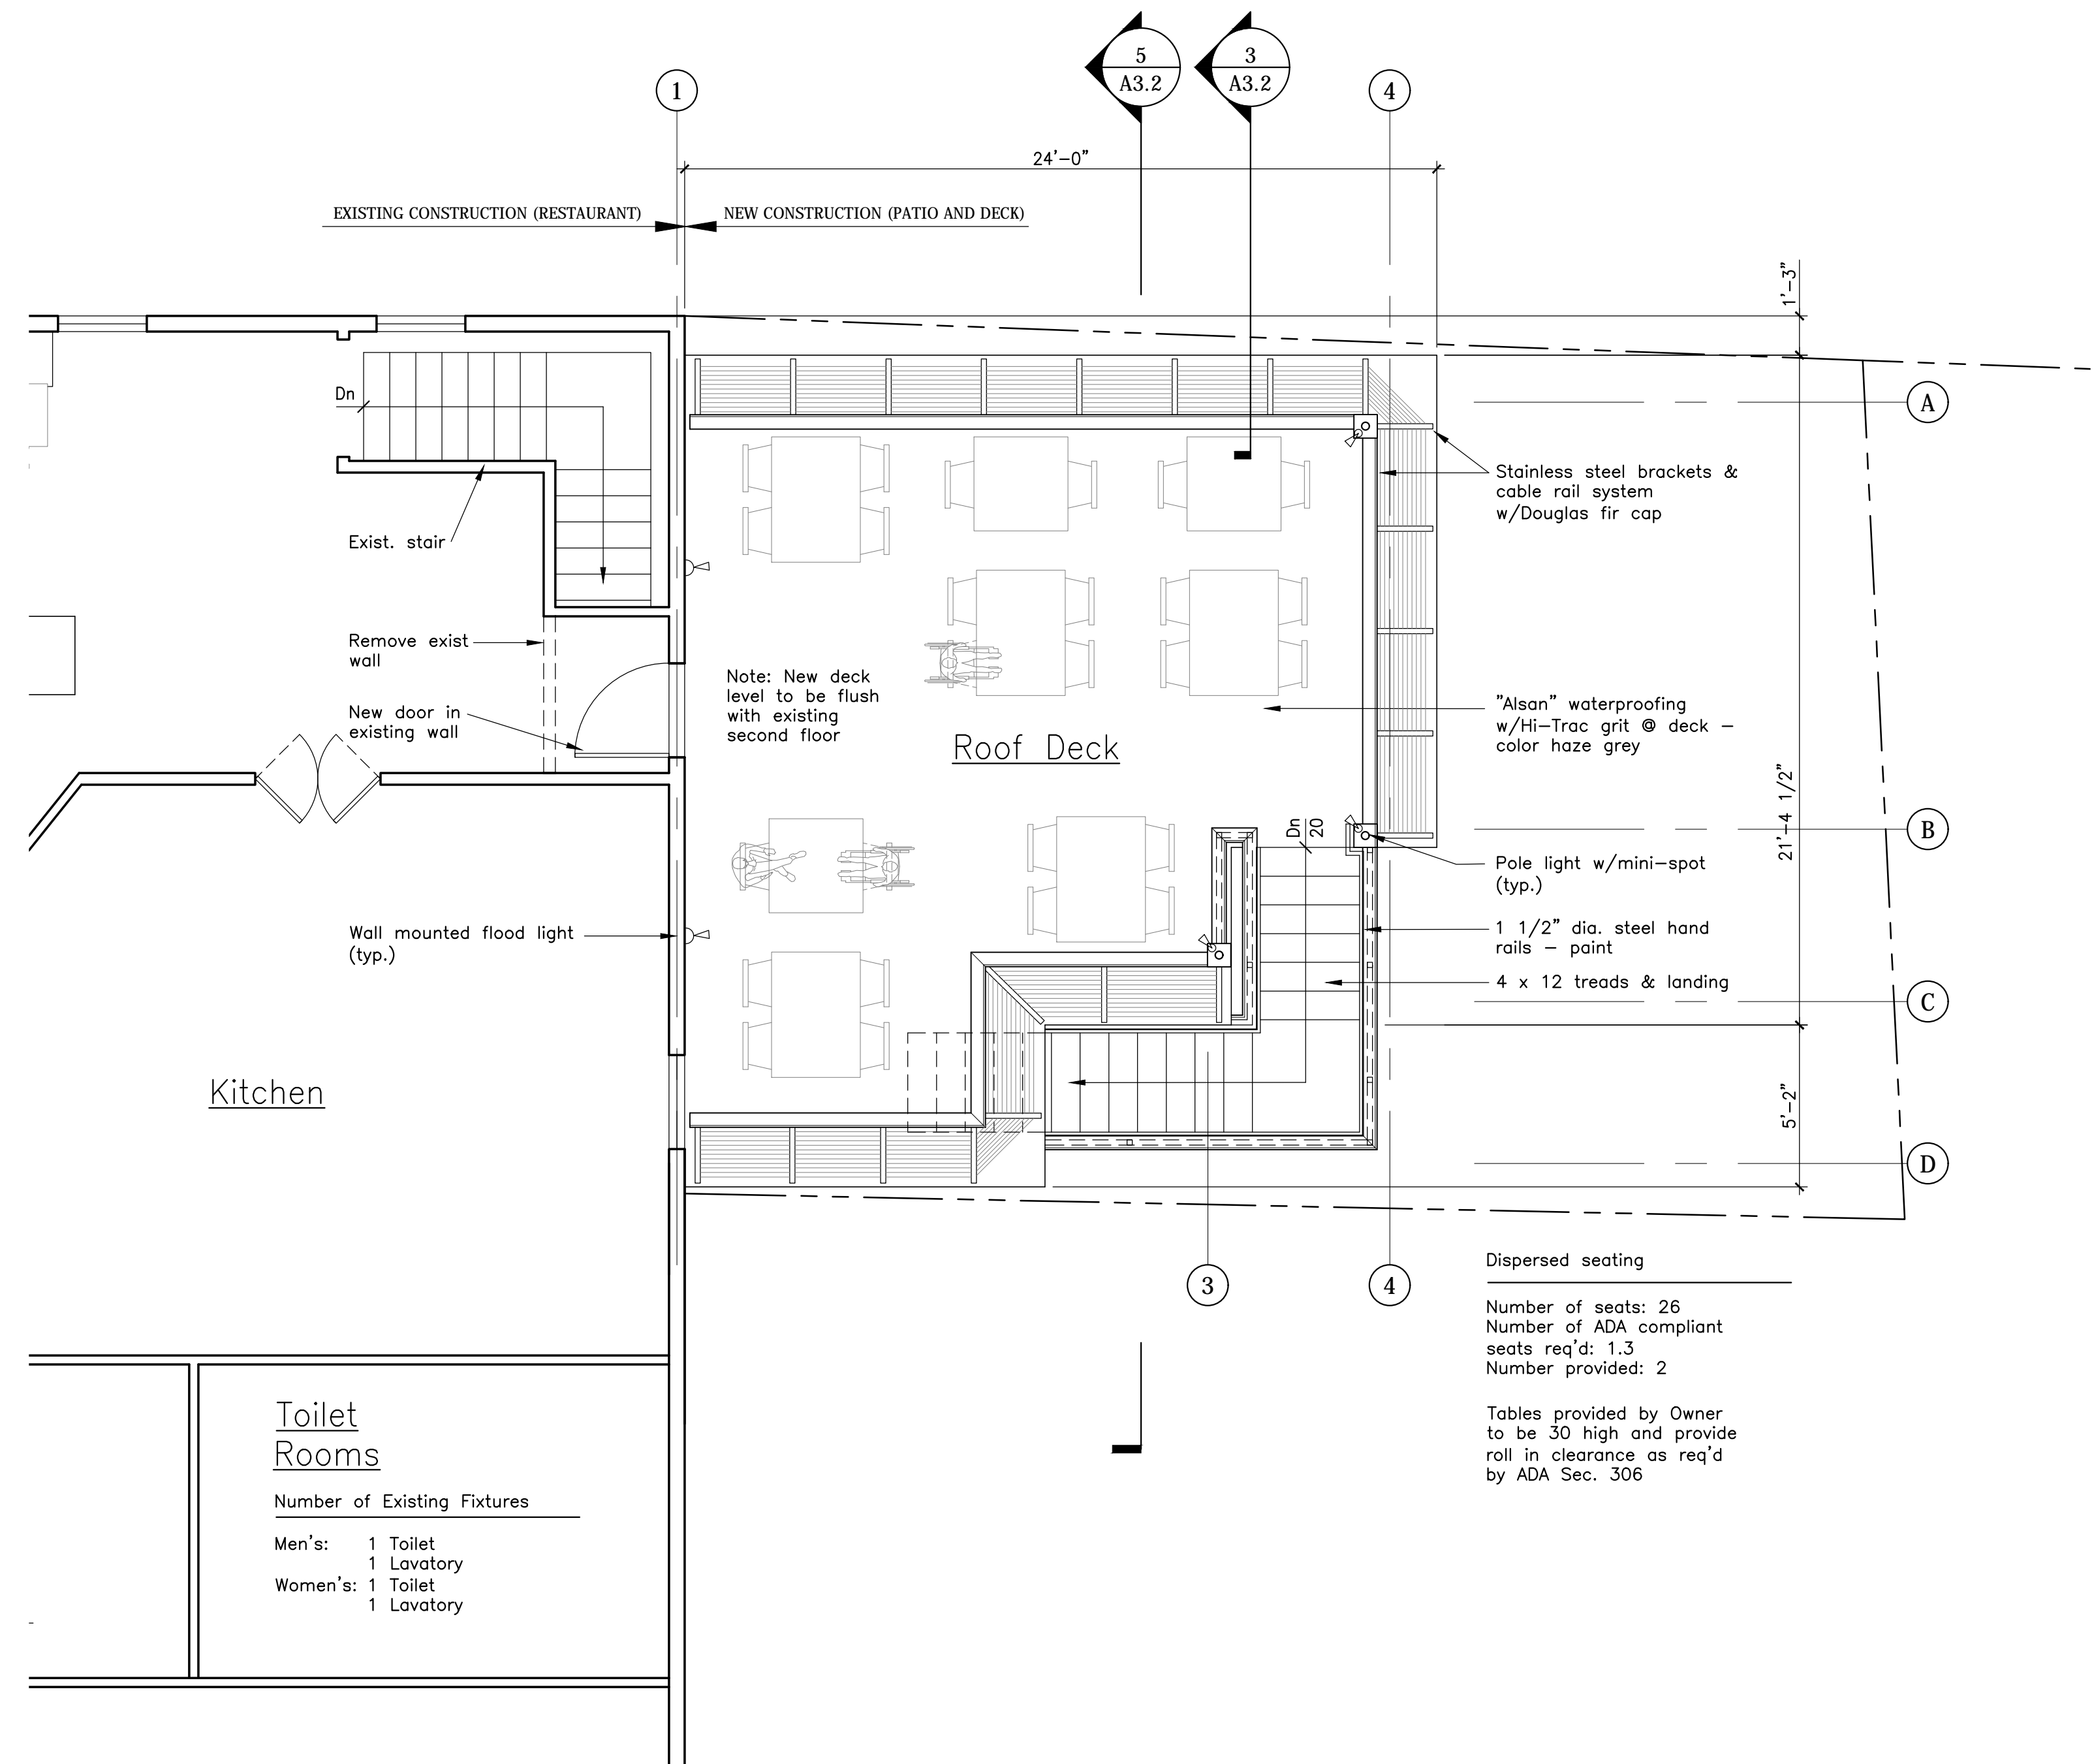 5
A3.2
3
A3.2
1
4
24'-0"
EXISTING CONSTRUCTION (RESTAURANT)
NEW CONSTRUCTION (PATIO AND DECK)
1'-3"
Dn
A
Stainless steel brackets &
cable rail system
w/Douglas fir cap
Exist. stair
Remove exist
wall
New door in
existing wall
Note: New deck
level to be flush
with existing
second floor
Roof Deck
"Alsan" waterproofing
w/Hi-Trac grit @ deck -
color haze grey
21'-4 1/2"
B
Dn
20
Pole light w/mini-spot
(typ.)
Wall mounted flood light
(typ.)
1 1/2" dia. steel hand
rails - paint
4 x 12 treads & landing
C
Kitchen
5'-2"
D
3
4
Dispersed seating
Number of seats: 26
Number of ADA compliant
seats req'd: 1.3
Number provided: 2
Tables provided by Owner
to be 30 high and provide
roll in clearance as req'd
by ADA Sec. 306
Toilet
Rooms
Number of Existing Fixtures
Men's: 1 Toilet
1 Lavatory
Women's: 1 Toilet
1 Lavatory